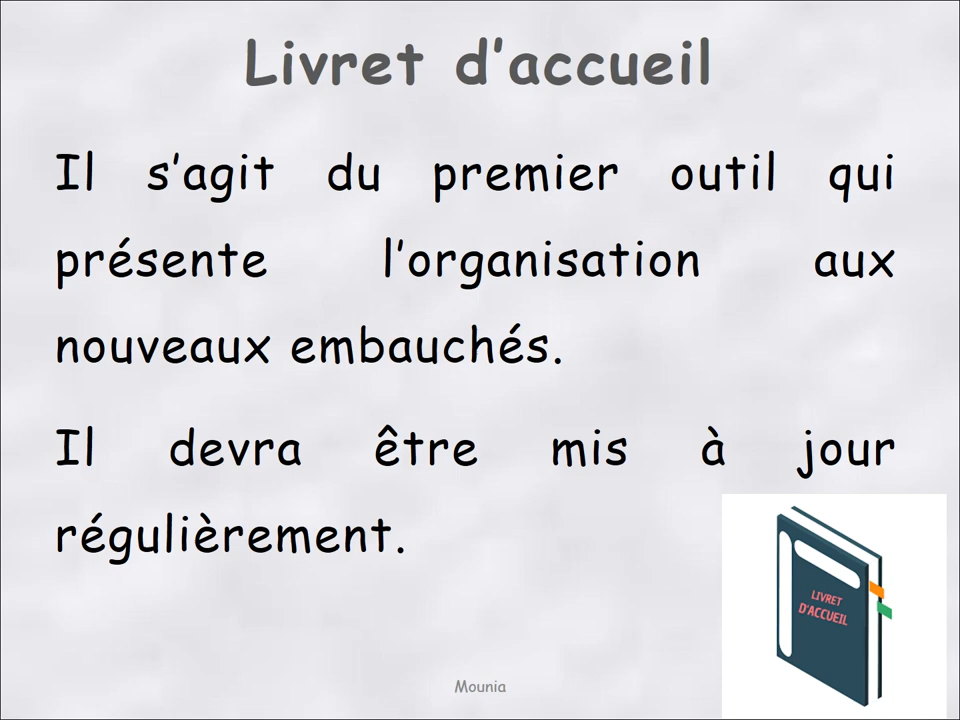 Livret d’accueil
Il s’agit du premier outil qui
présente l’organisation aux
nouveaux embauchés.
Il devra être mis à jour
régulièrement.
LIVRET
D'ACCUEIL
Mounia